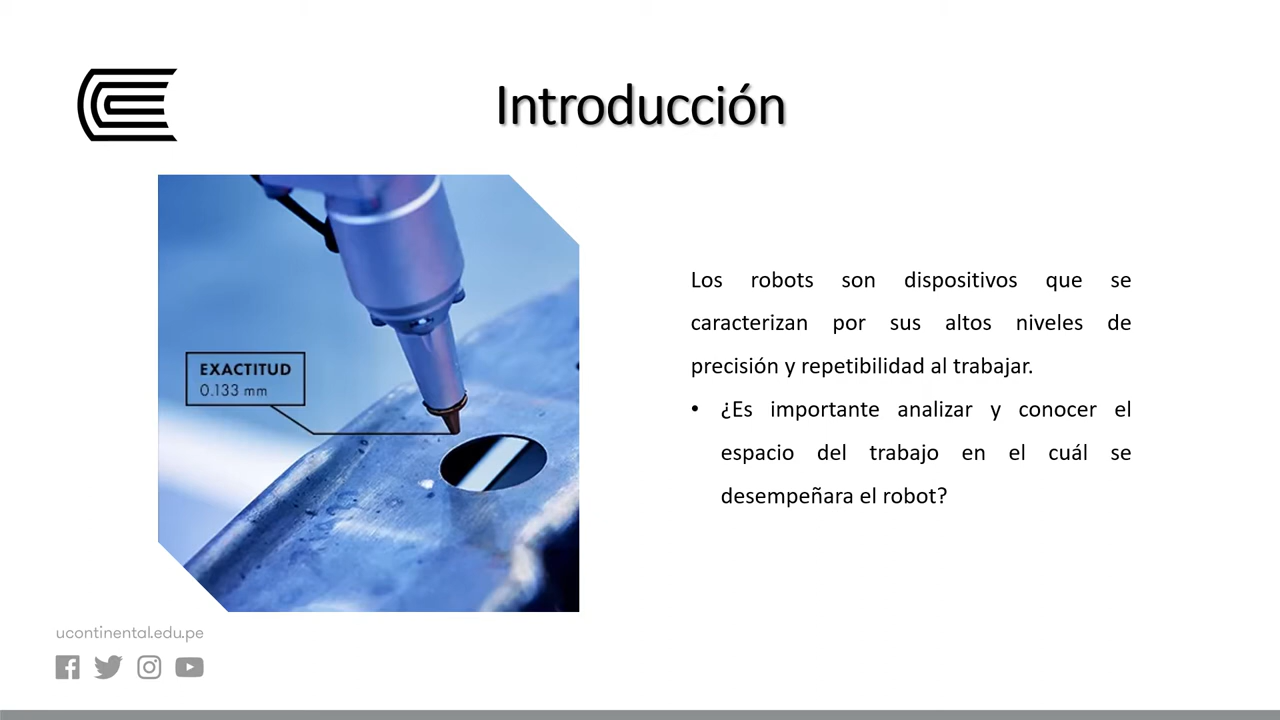 Introducción
EXACTITUD
0.133 mm
Los robots son dispositivos que se
caracterizan por sus altos niveles de
precisión y repetibilidad al trabajar.
• ¿Es importante analizar y conocer el
espacio del trabajo en el cuál se
desempeñara el robot?
ucontinental.edu.pe